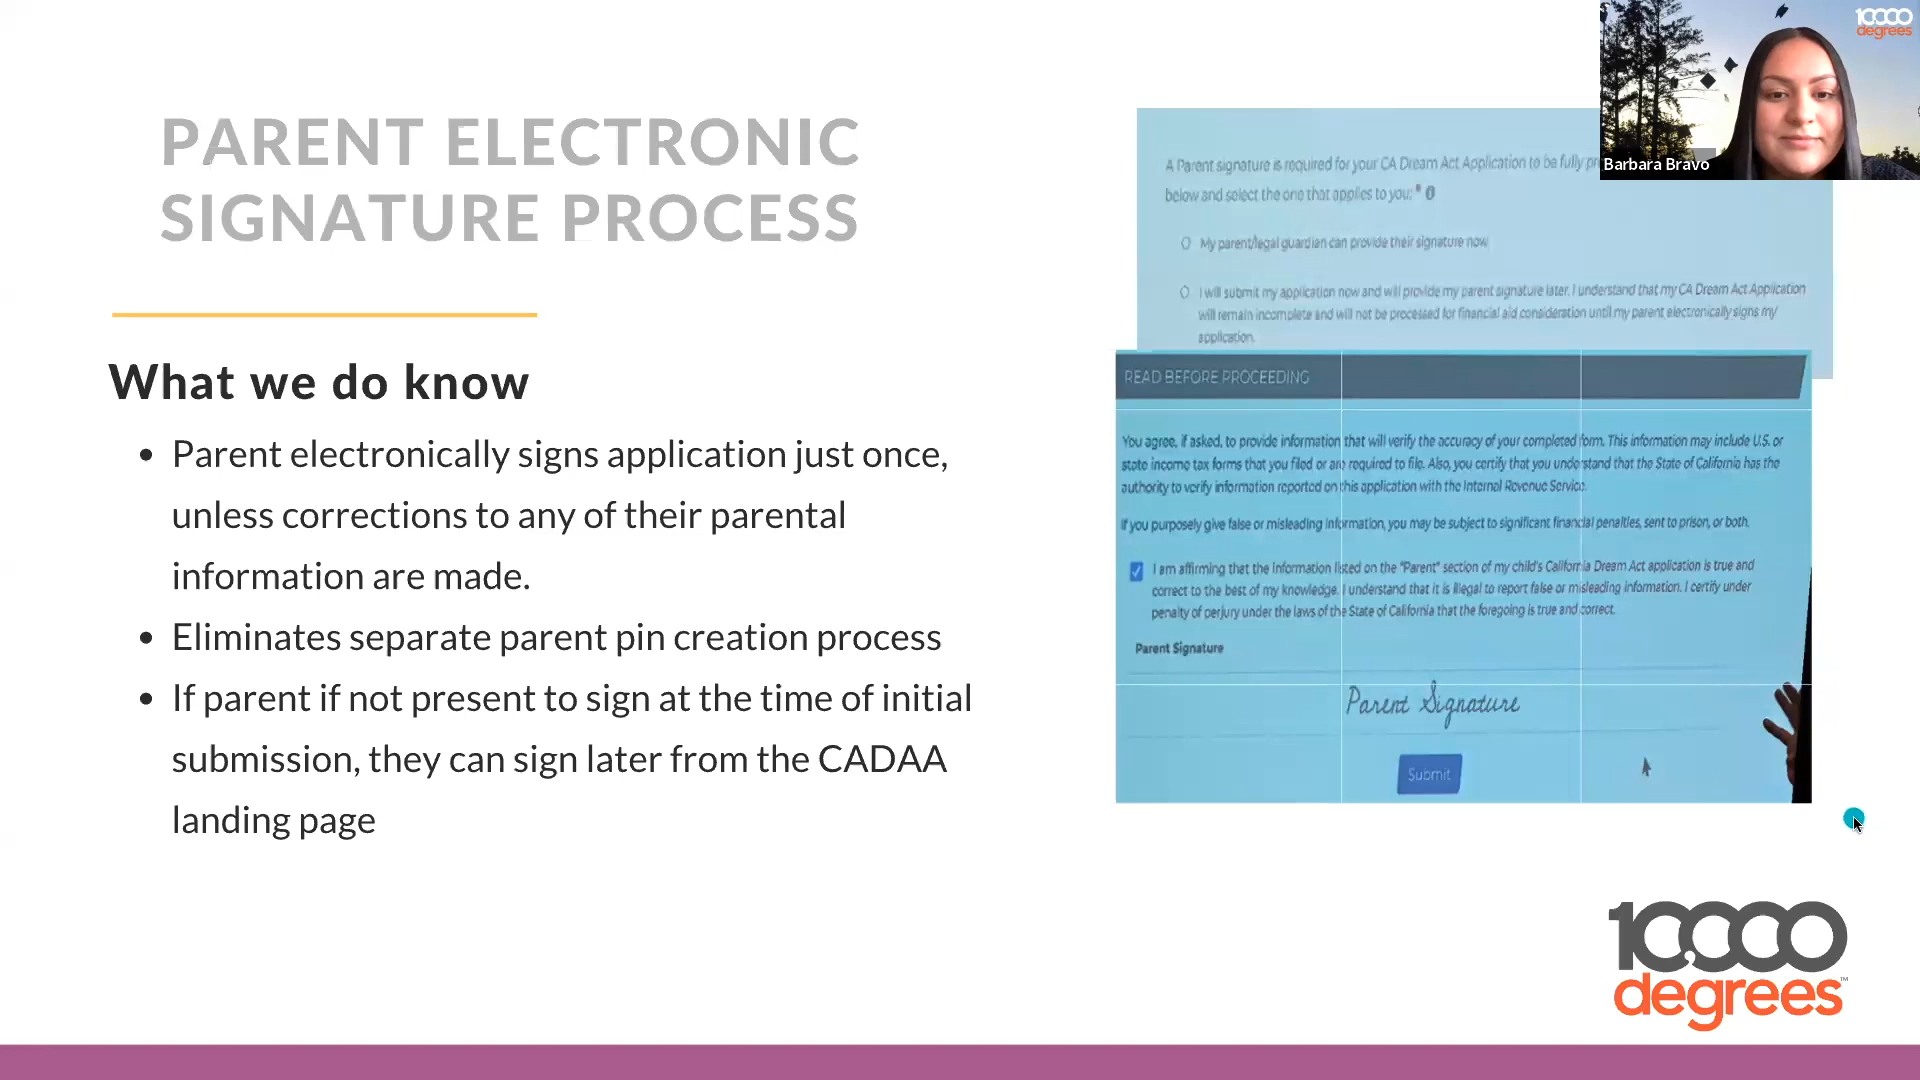 PARENT ELECTRONIC
SIGNATURE PROCESS
What we do know
• Parent electronically signs application just once,
unless corrections to any of their parental
information are made.
• Eliminates separate parent pin creation process
• If parent if not present to sign at the time of initial
submission, they can sign later from the CADAA
landing page
A Parent signature is required for your CA Dream Act Application to be fully
below and select the one that applies to you: *
My parent/legal guardian can provide their signature now
I will submit my application now and will provide my parent signature later. I understand that my CA Dream Act Application
will remain incomplete and will not be processed for financial aid consideration until my parent electronically signs my
application.
READ BEFORE PROCEEDING
You agree, if asked, to provide information that will verify the accuracy of your completed form. This information may include U.S. or
state income tax forms that you filed or are required to file. Also, you certify that you understand that the State of California has the
authority to verify information reported on this application with the Internal Revenue Service.
If you purposely give false or misleading information, you may be subject to significant financial penalties, sent to prison, or both.
I am affirming that the information listed on the "Parent" section of my child's California Dream Act application is true and
correct to the best of my knowledge. I understand that it is illegal to report false or misleading information. I certify under
penalty of perjury under the laws of the State of California that the foregoing is true and correct.
Parent Signature
Parent Signature
Submit
10000
degrees
Barbara Bravo
10,000
degrees™